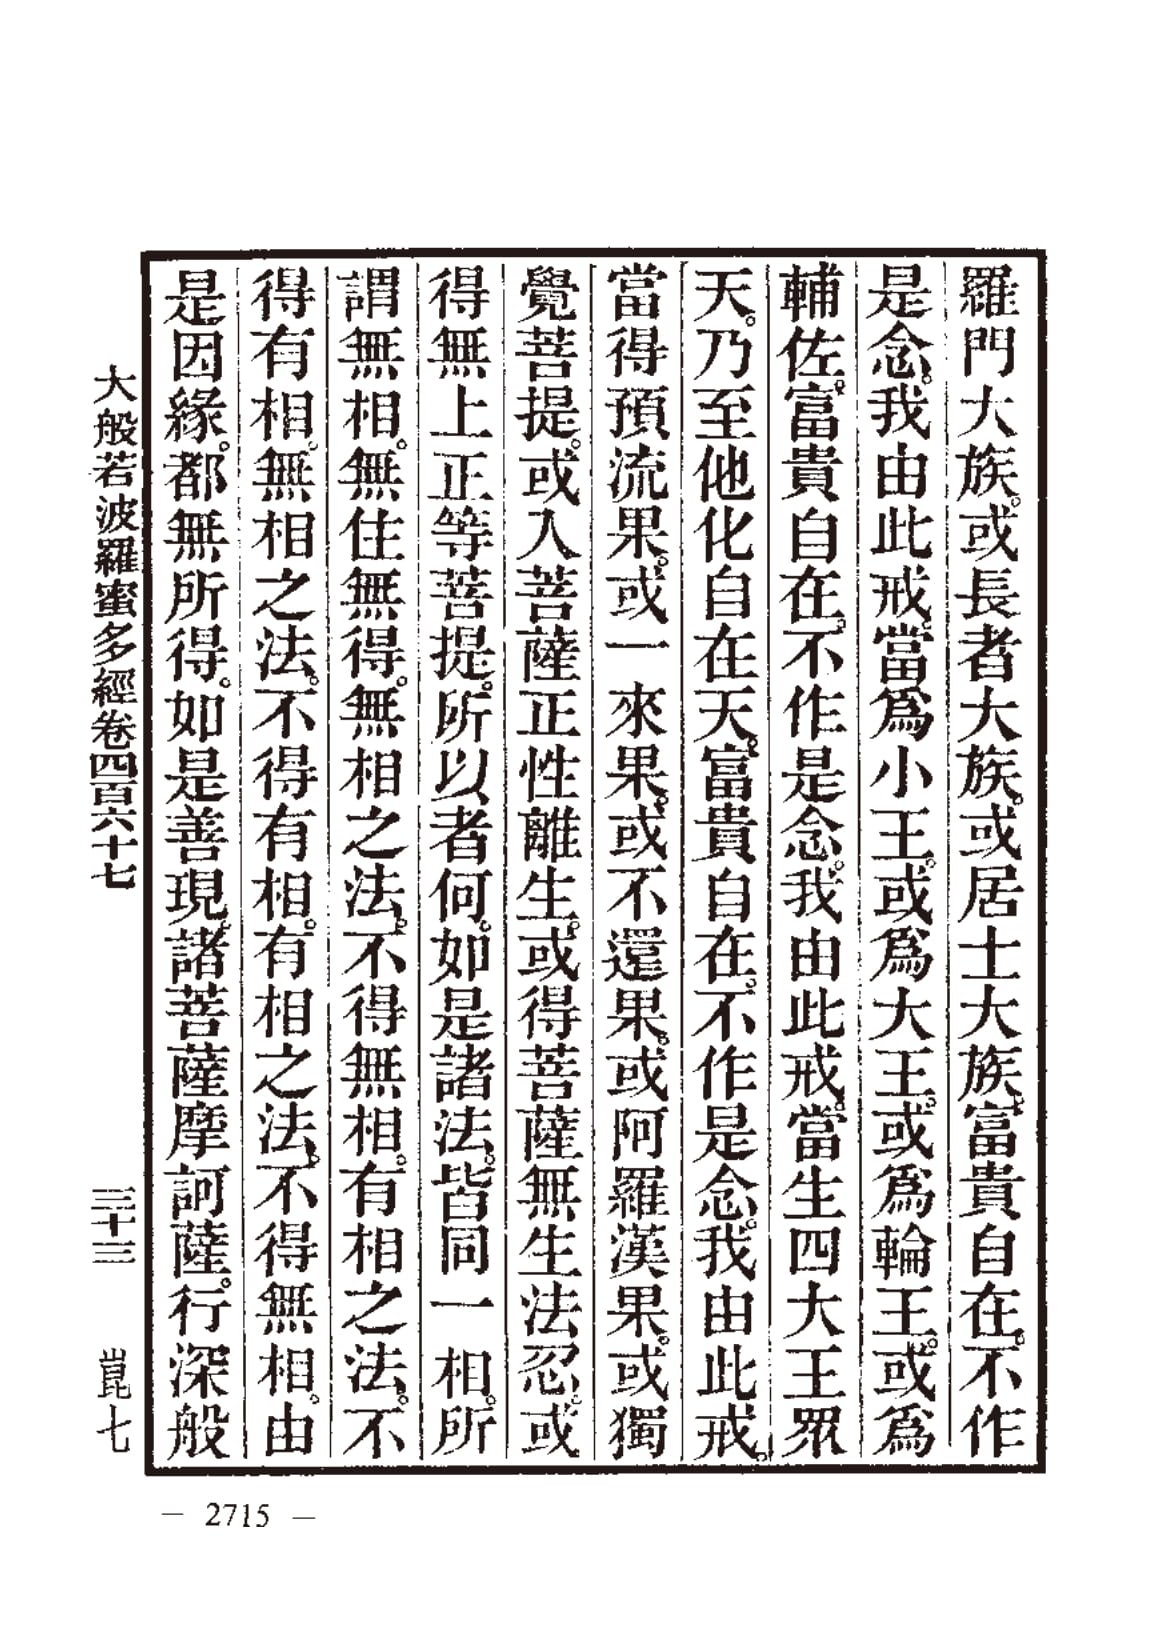 羅門大族。或長者大族。或居士大族。富貴自在。不作
是念。我由此戒。當爲小王。或爲大王。或爲輪王。或爲
輔佐。富貴自在。不作是念。我由此戒。當生四大王眾
天。乃至他化自在天。富貴自在。不作是念。我由此戒。
當得預流果。或一來果。或不還果。或阿羅漢果。或獨
覺菩提。或入菩薩正性離生。或得菩薩無生法忍。或
得無上正等菩提。所以者何。如是諸法。皆同一相。所
謂無相。無住無得。無相之法。不得無相。有相之法。不
得有相。無相之法。不得有相。有相之法。不得無相。由
是因緣。都無所得。如是善現。諸菩薩摩訶薩。行深般
大般若波羅蜜多經卷四百六十七 三十三 崑七
— 2715 —